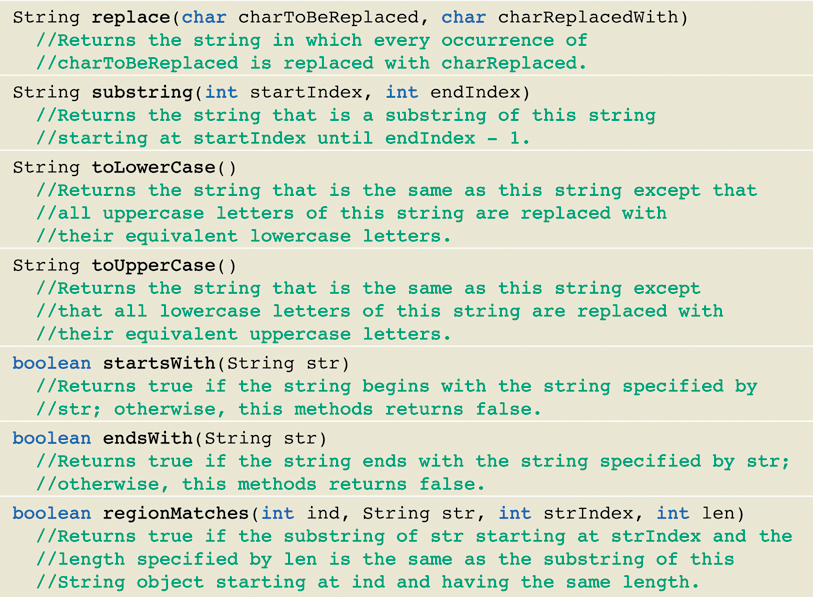 String replace(char charToBeReplaced, char charReplacedWith)
//Returns the string in which every occurrence of
//charToBeReplaced is replaced with charReplaced.
String substring(int startIndex, int endIndex)
//Returns the string that is a substring of this string
//starting at startIndex until endIndex - 1.
String toLowerCase()
//Returns the string that is the same as this string except that
//all uppercase letters of this string are replaced with
//their equivalent lowercase letters.
String toUpperCase()
//Returns the string that is the same as this string except
//that all lowercase letters of this string are replaced with
//their equivalent uppercase letters.
boolean startsWith(String str)
//Returns true if the string begins with the string specified by
//str; otherwise, this methods returns false.
boolean endsWith(String str)
//Returns true if the string ends with the string specified by str;
//otherwise, this methods returns false.
boolean regionMatches(int ind, String str, int strIndex, int len)
//Returns true if the substring of str starting at strIndex and the
//length specified by len is the same as the substring of this
//String object starting at ind and having the same length.